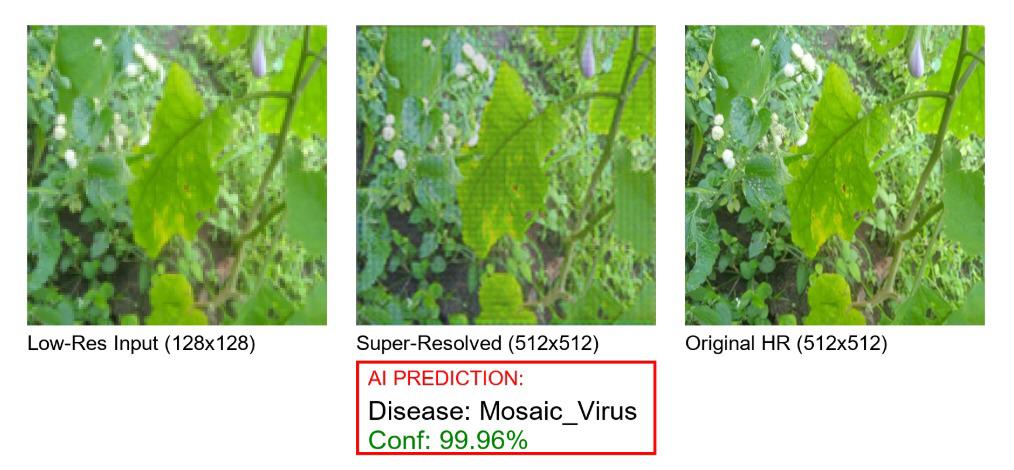 Low-Res Input (128x128)
Super-Resolved (512x512)
Original HR (512x512)
AI PREDICTION:
Disease: Mosaic_Virus
Conf: 99.96%